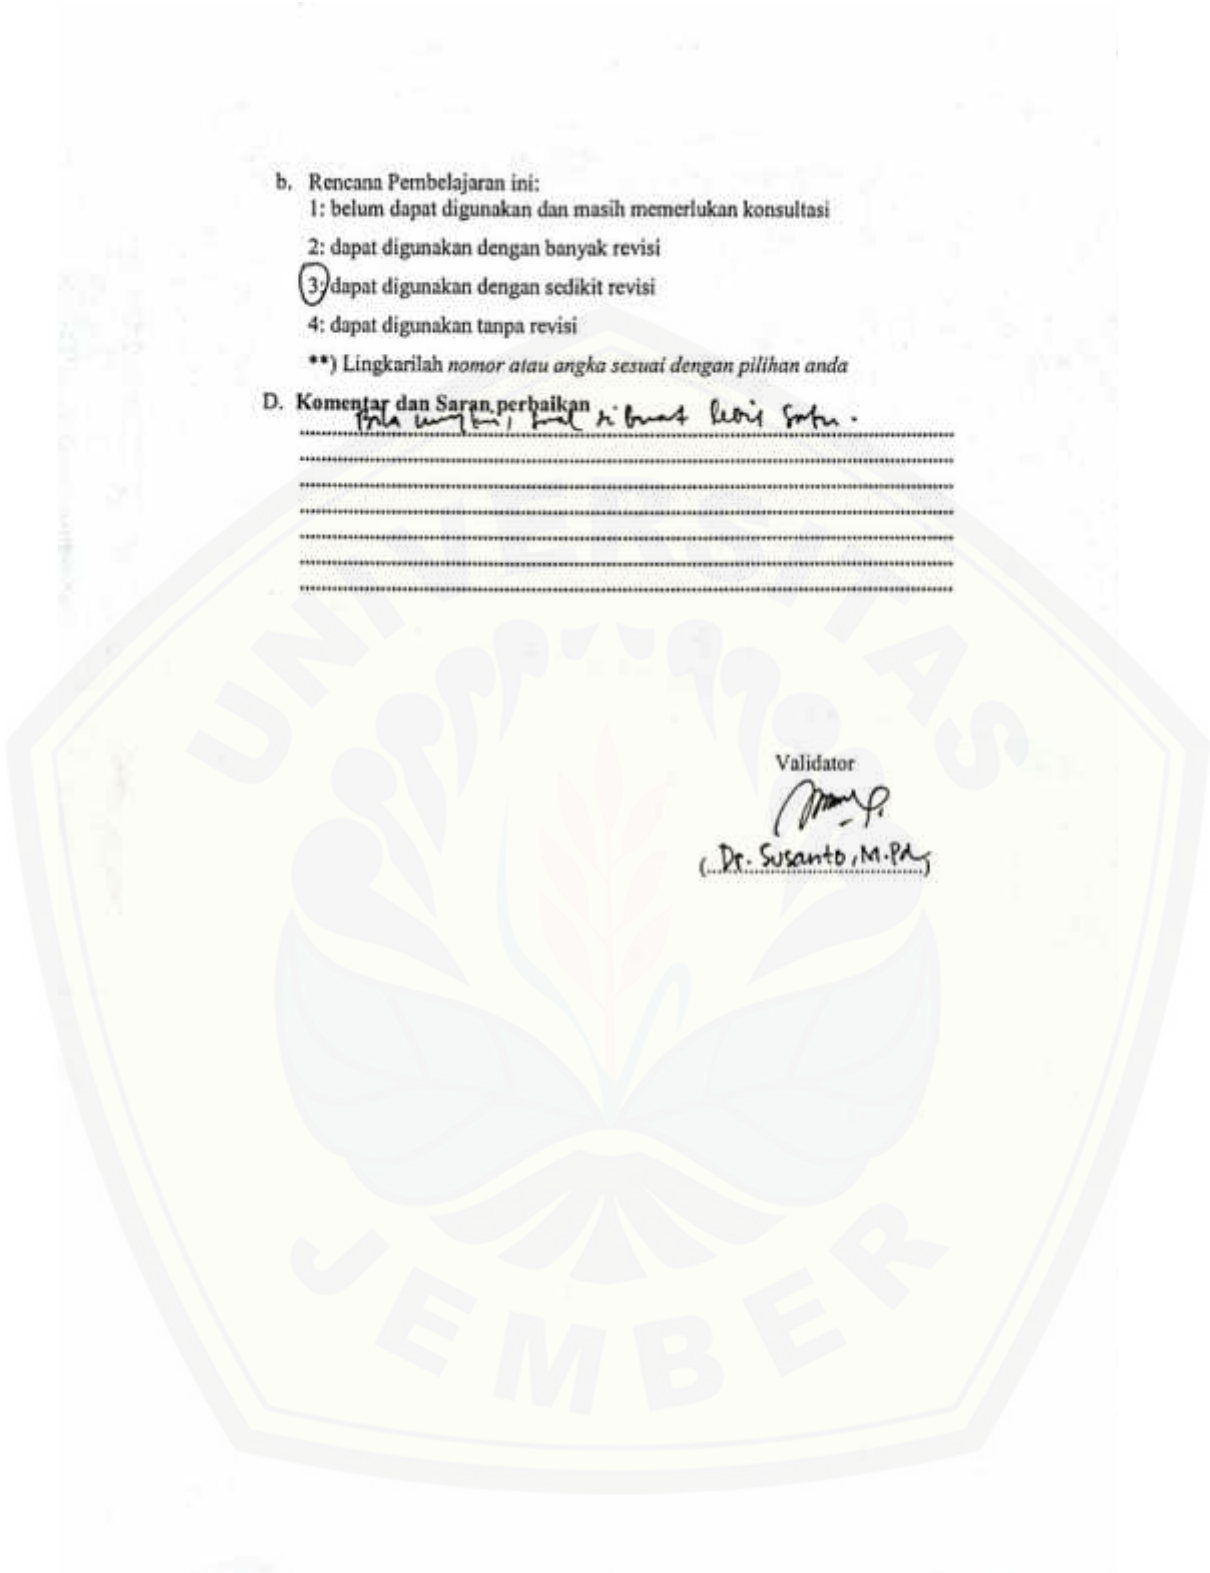 b. Rencana Pembelajaran ini:
1: belum dapat digunakan dan masih memerlukan konsultasi
2: dapat digunakan dengan banyak revisi
3: dapat digunakan dengan sedikit revisi
4: dapat digunakan tanpa revisi
**) Lingkarilah nomor atau angka sesuai dengan pilihan anda
D. Komentar dan Saran perbaikan
Bila mungkin, soal dibuat lebih satu.
UNIVERSITAS
Validator
(Dr. Susanto, M.Pd)
JEMBER